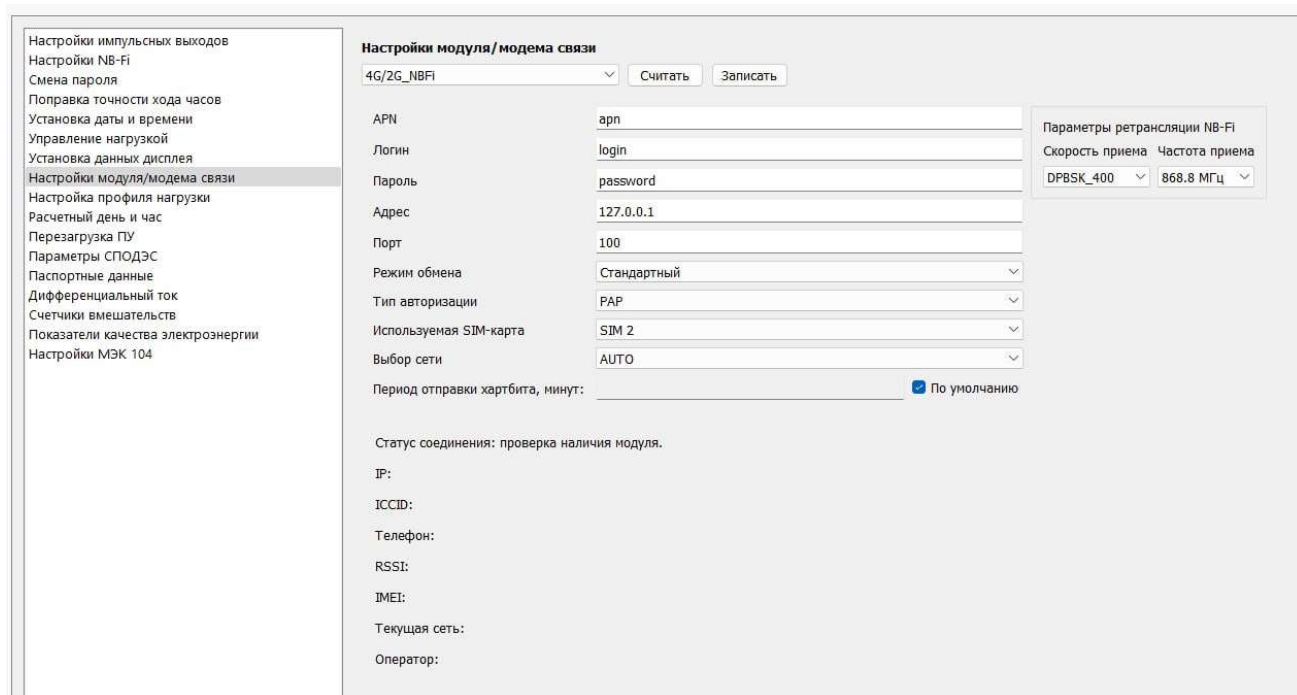 Настройки импульсных выходов
Настройки NB-Fi
Смена пароля
Поправка точности хода часов
Установка даты и времени
Управление нагрузкой
Установка данных дисплея
Настройки модуля/модема связи
Настройка профиля нагрузки
Расчетный день и час
Перезагрузка ПУ
Параметры СПОДЭС
Паспортные данные
Дифференциальный ток
Счетчики вмешательств
Показатели качества электроэнергии
Настройки МЭК 104
Настройки модуля/модема связи
4G/2G_NBFi Считать Записать
APN apn
Логин login
Пароль password
Адрес 127.0.0.1
Порт 100
Режим обмена Стандартный
Тип авторизации PAP
Используемая SIM-карта SIM 2
Выбор сети AUTO
Период отправки хартбита, минут: По умолчанию
Параметры ретрансляции NB-Fi
Скорость приема Частота приема
DPBSK_400 868.8 МГц
Статус соединения: проверка наличия модуля.
IP:
ICCID:
Телефон:
RSSI:
IMEI:
Текущая сеть:
Оператор: